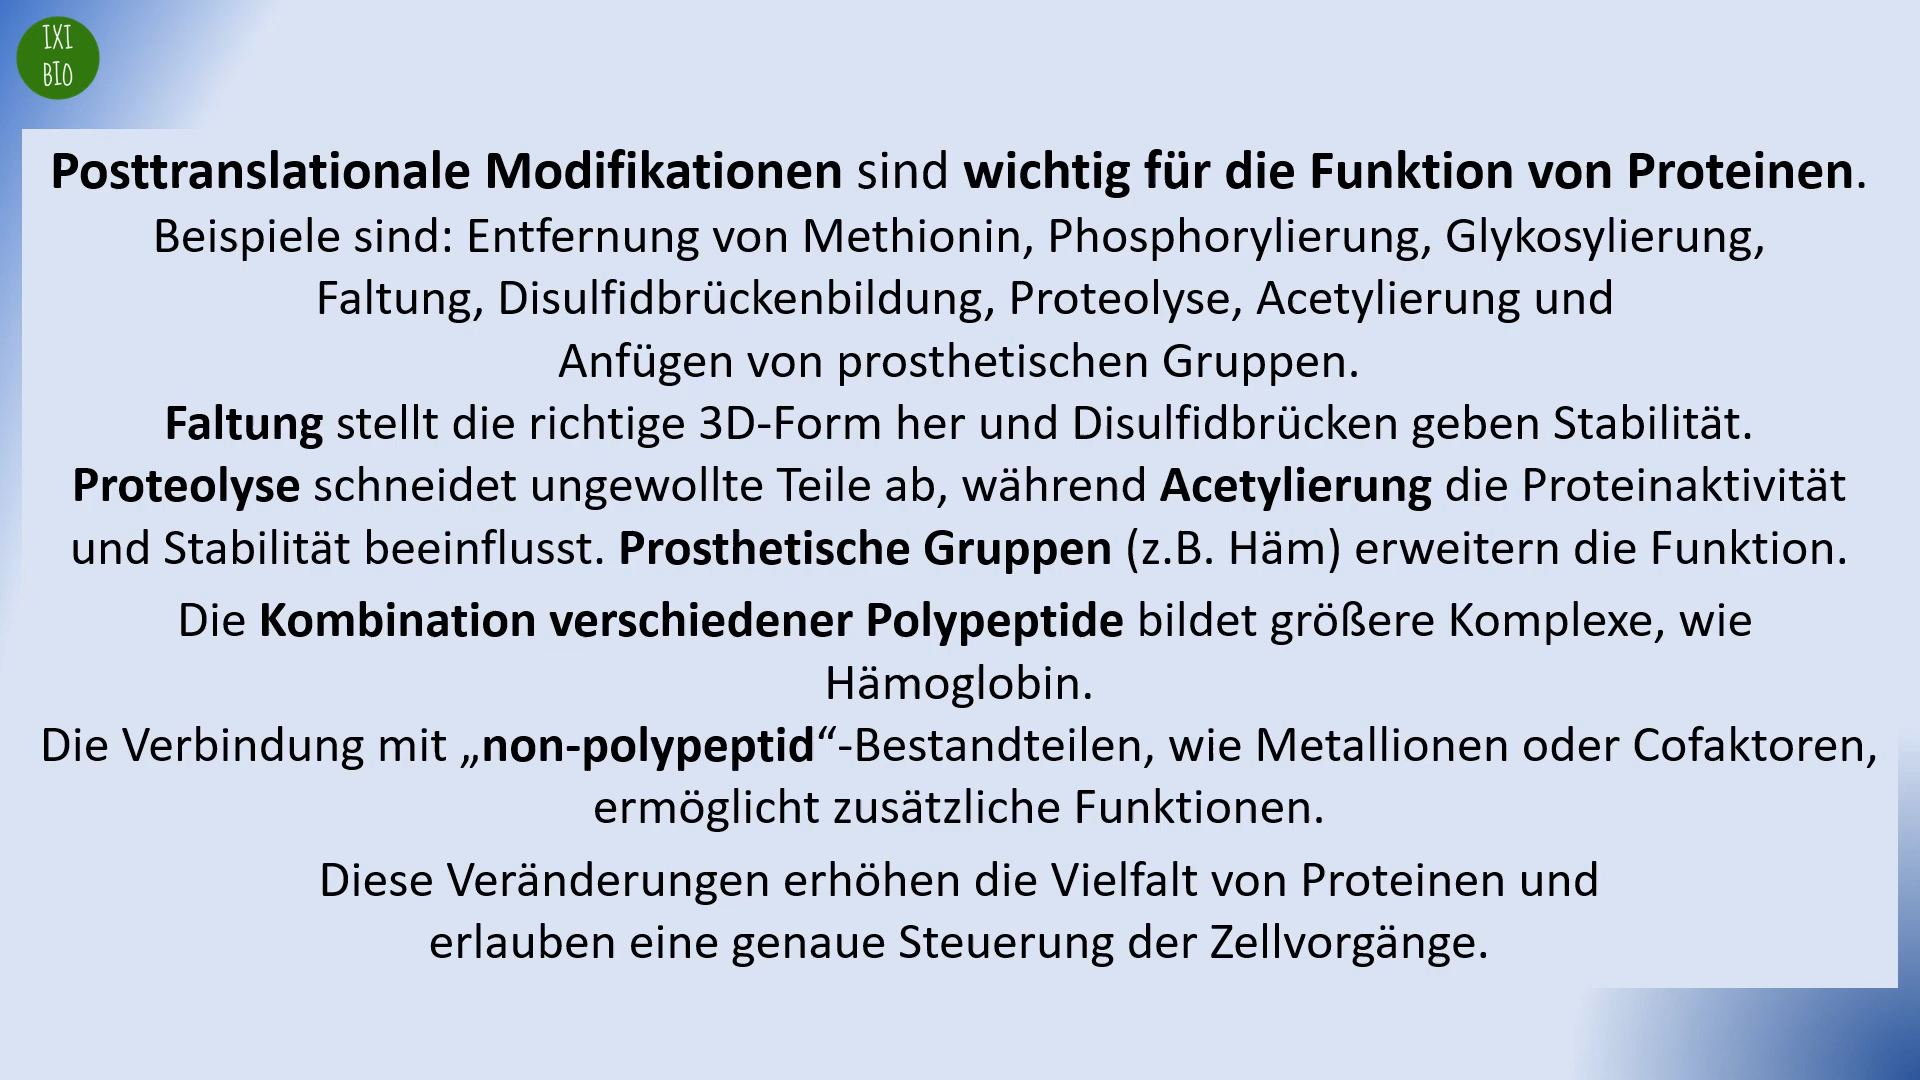 IXI
BIO
Posttranslationale Modifikationen sind wichtig für die Funktion von Proteinen.
Beispiele sind: Entfernung von Methionin, Phosphorylierung, Glykosylierung,
Faltung, Disulfidbrückenbildung, Proteolyse, Acetylierung und
Anfügen von prosthetischen Gruppen.
Faltung stellt die richtige 3D-Form her und Disulfidbrücken geben Stabilität.
Proteolyse schneidet ungewollte Teile ab, während Acetylierung die Proteinaktivität
und Stabilität beeinflusst. Prosthetische Gruppen (z.B. Häm) erweitern die Funktion.
Die Kombination verschiedener Polypeptide bildet größere Komplexe, wie
Hämoglobin.
Die Verbindung mit „non-polypeptid“-Bestandteilen, wie Metallionen oder Cofaktoren,
ermöglicht zusätzliche Funktionen.
Diese Veränderungen erhöhen die Vielfalt von Proteinen und
erlauben eine genaue Steuerung der Zellvorgänge.